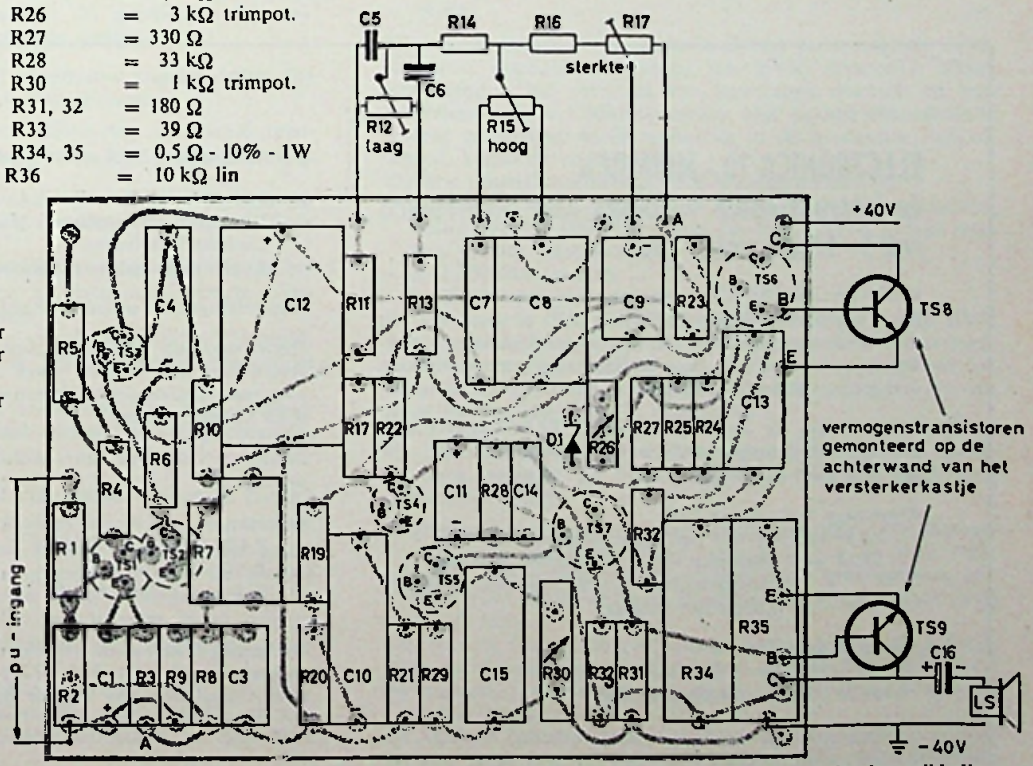 R26 = 3 kΩ trimpot.
R27 = 330 Ω
R28 = 33 kΩ
R30 = 1 kΩ trimpot.
R31, 32 = 180 Ω
R33 = 39 Ω
R34, 35 = 0,5 Ω - 10% - 1W
R36 = 10 kΩ lin
C5
R14
R16
R17
sterkte
C6
R12
laag
R15
hoog
A
+40V
C
R5
C4
C
B
TS3
E
C12
+
R11
R13
C7
C8
C9
-
+
R23
C
B
TS6
E
B
TS8
E
R10
R17
R22
D1
R26
R27
R25
R24
C13
vermogenstransistoren
gemonteerd op de
achterwand van het
versterkerkastje
R4
R6
C11
+
R28
C14
TS4
E
TS7
C
B
E
R32
pu - ingang
R1
B
C
TS1
E
B
TS2
R7
R19
+
C
B
TS5
E
E
TS9
R2
C1
+
R3
R9
R8
C3
R20
C10
R21
R29
C15
R30
R32
R31
R34
R35
B
C
C16
+ -
LS
A
-40V